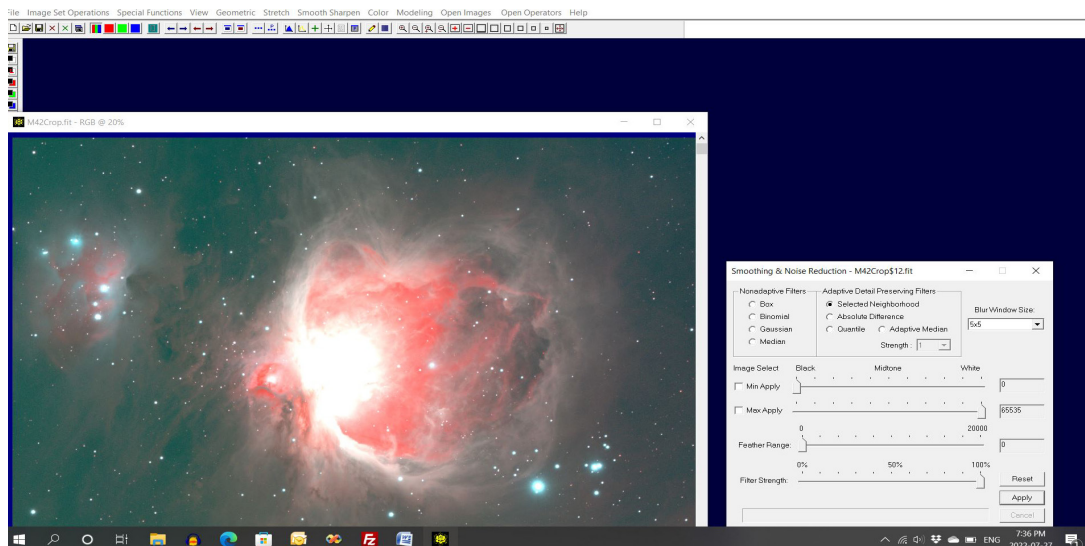 File Image Set Operations Special Functions View Geometric Stretch Smooth Sharpen Color Modeling Open Images Open Operators Help
M42Crop.fit - RGB @ 20%
Smoothing & Noise Reduction - M42Crop$12.fit
Nonadaptive Filters
Box
Binomial
Gaussian
Median
Adaptive Detail Preserving Filters
Selected Neighborhood
Absolute Difference
Quantile Adaptive Median
Strength : 1
Blur Window Size:
5x5
Image Select Black Midtone White
Min Apply 0
Max Apply 65535
0 20000
Feather Range: 0
0% 50% 100%
Filter Strength:
Reset
Apply
Cancel
ENG
7:36 PM
2022-07-27